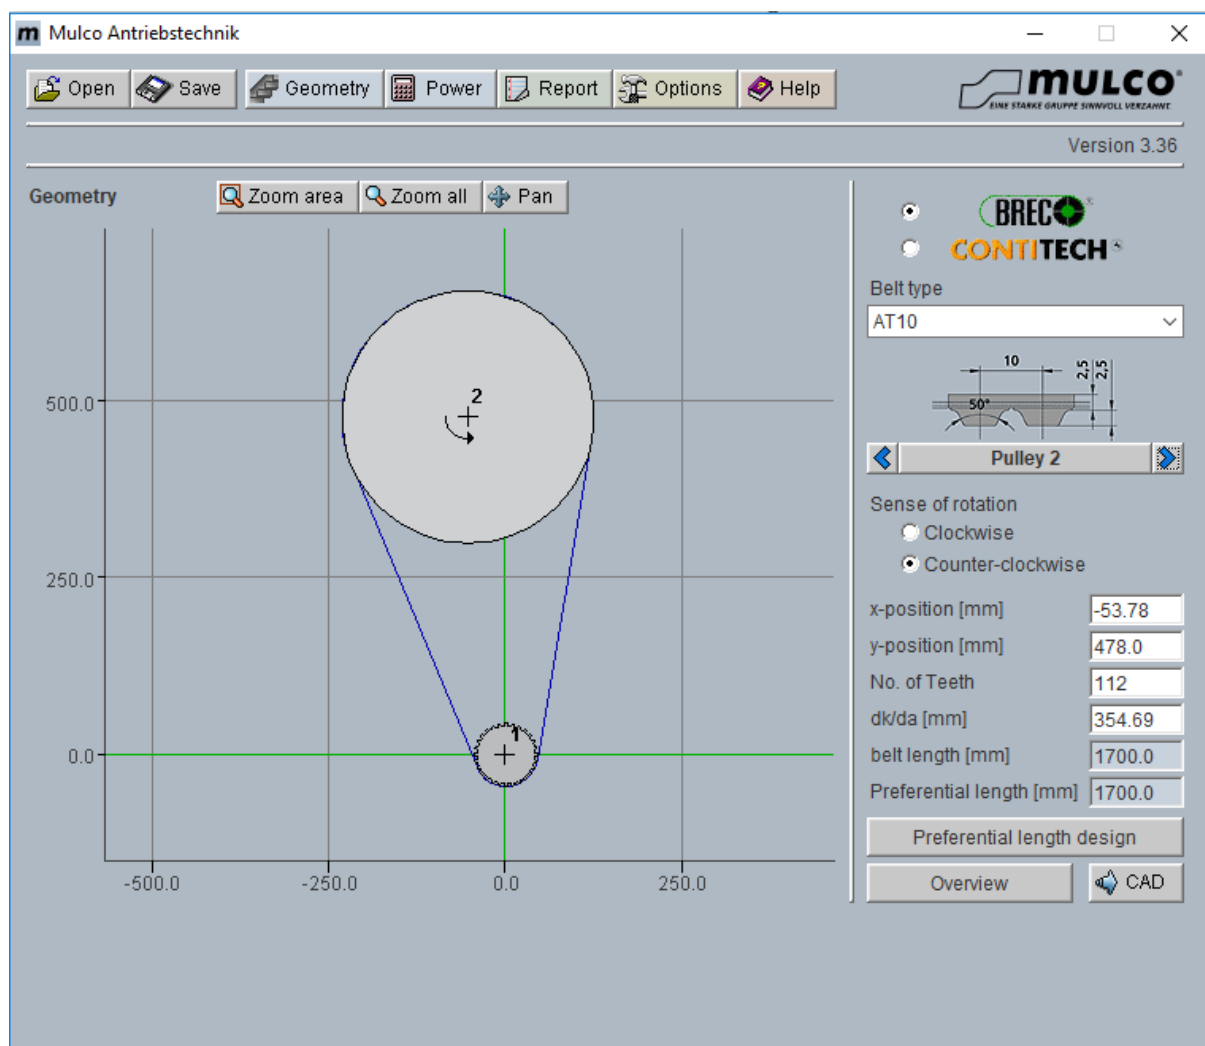 m Mulco Antriebstechnik
Open Save Geometry Power Report Options Help
MULCO
EINE STARKE GRUPPE SINNVOLL VERZAHNT.
Version 3.36
Geometry Zoom area Zoom all Pan
BRECO
CONTITECH
Belt type
AT10
10 2,5 2,5
50°
Pulley 2
Sense of rotation
Clockwise
Counter-clockwise
x-position [mm] -53.78
y-position [mm] 478.0
No. of Teeth 112
dk/da [mm] 354.69
belt length [mm] 1700.0
Preferential length [mm] 1700.0
Preferential length design
Overview CAD
500.0
2
250.0
1
0.0
-500.0 -250.0 0.0 250.0